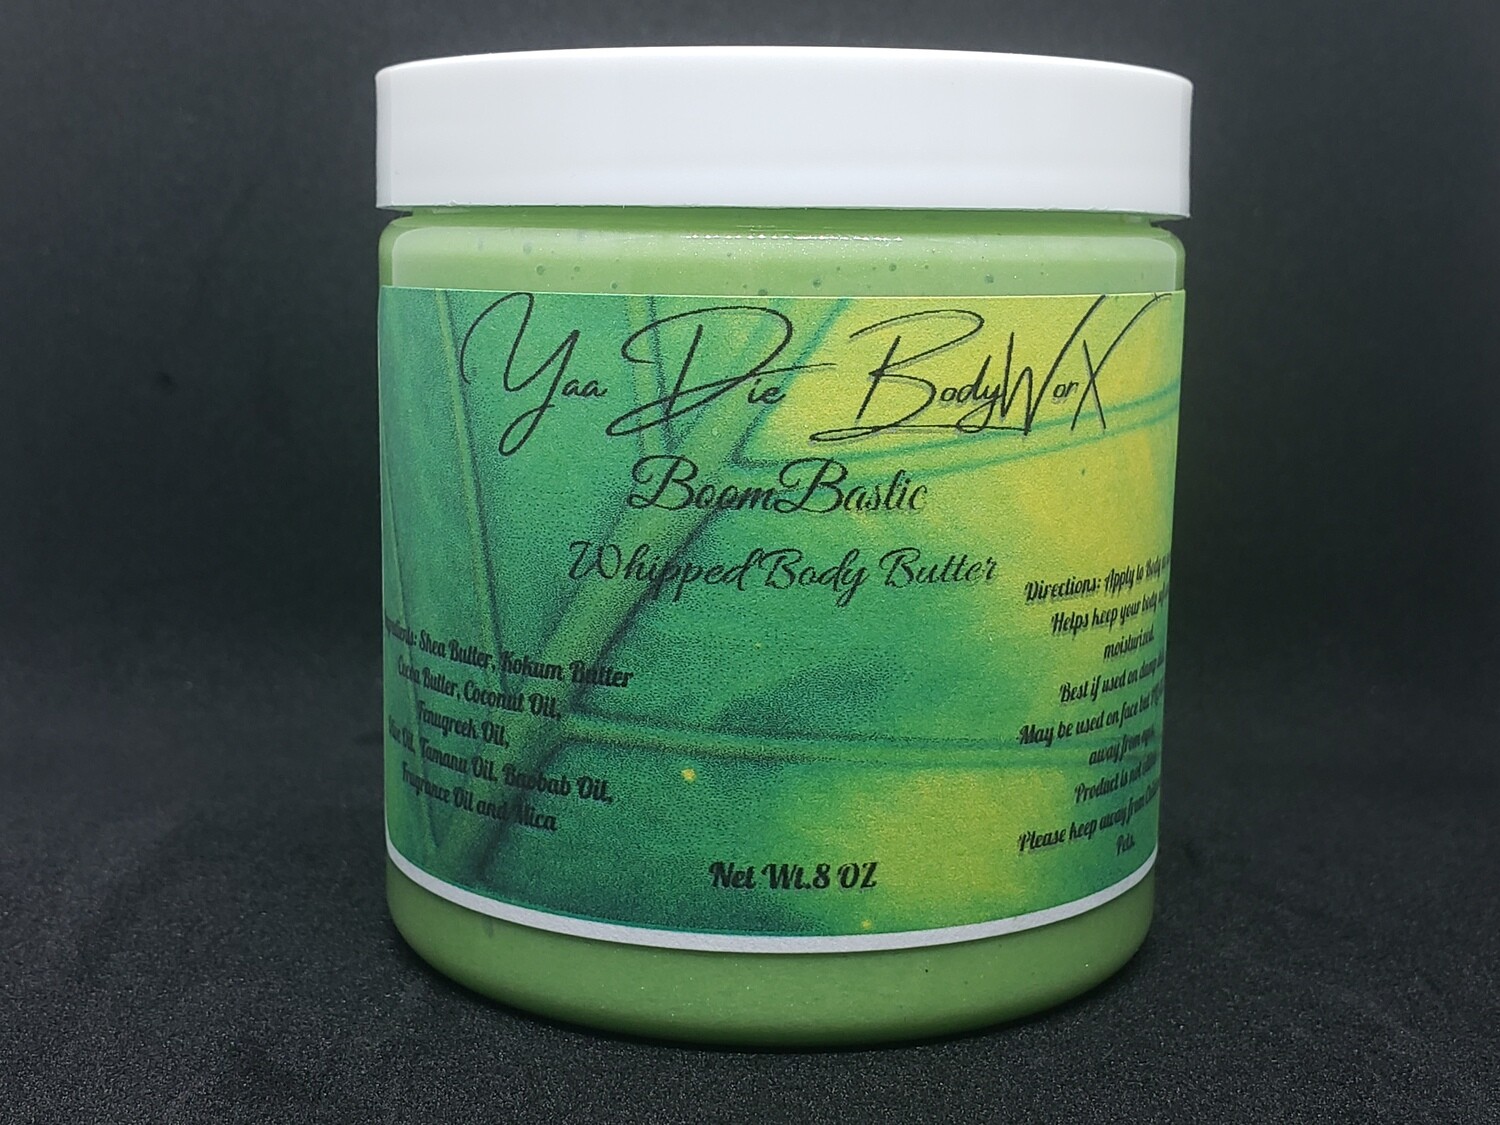 Yaa Die BodyWorX
BoomBastic
Whipped Body Butter
Shea Butter, Kokum Butter
Cocoa Butter, Coconut Oil,
Fenugreek Oil,
Oil, Tamanu Oil, Baobab Oil,
Fragrance Oil and Mica
Directions: Apply to Body
Helps keep your body
moisturized.
Best if used on damp
May be used on face but
away from eyes.
Product is not
Please keep away from
Pets.
Net Wt.8 OZ